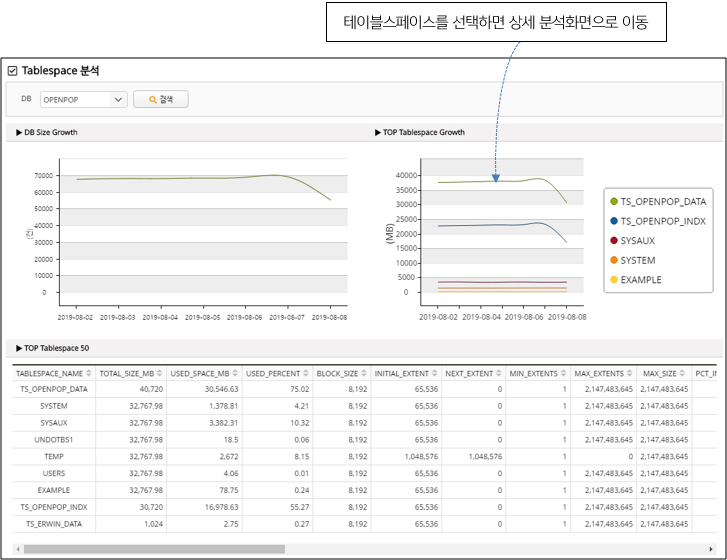 테이블스페이스를 선택하면 상세 분석화면으로 이동
Tablespace 분석
DB OPENPOP 검색
▶ DB Size Growth ▶ TOP Tablespace Growth
70000
60000
50000
40000
30000
20000
10000
0
(건)
2019-08-02 2019-08-03 2019-08-04 2019-08-05 2019-08-06 2019-08-07 2019-08-08
40000
35000
30000
25000
20000
15000
10000
5000
0
(MB)
2019-08-02 2019-08-04 2019-08-06 2019-08-08
TS_OPENPOP_DATA
TS_OPENPOP_INDX
SYSAUX
SYSTEM
EXAMPLE
▶ TOP Tablespace 50
TABLESPACE_NAME TOTAL_SIZE_MB USED_SPACE_MB USED_PERCENT BLOCK_SIZE INITIAL_EXTENT NEXT_EXTENT MIN_EXTENTS MAX_EXTENTS MAX_SIZE PCT_IN
TS_OPENPOP_DATA 40,720 30,546.63 75.02 8,192 65,536 0 1 2,147,483,645 2,147,483,645
SYSTEM 32,767.98 1,378.81 4.21 8,192 65,536 0 1 2,147,483,645 2,147,483,645
SYSAUX 32,767.98 3,382.31 10.32 8,192 65,536 0 1 2,147,483,645 2,147,483,645
UNDOTBS1 32,767.98 18.5 0.06 8,192 65,536 0 1 2,147,483,645 2,147,483,645
TEMP 32,767.98 2,672 8.15 8,192 1,048,576 1,048,576 1 0 2,147,483,645
USERS 32,767.98 4.06 0.01 8,192 65,536 0 1 2,147,483,645 2,147,483,645
EXAMPLE 32,767.98 78.75 0.24 8,192 65,536 0 1 2,147,483,645 2,147,483,645
TS_OPENPOP_INDX 30,720 16,978.63 55.27 8,192 65,536 0 1 2,147,483,645 2,147,483,645
TS_ERWIN_DATA 1,024 2.75 0.27 8,192 65,536 0 1 2,147,483,645 2,147,483,645